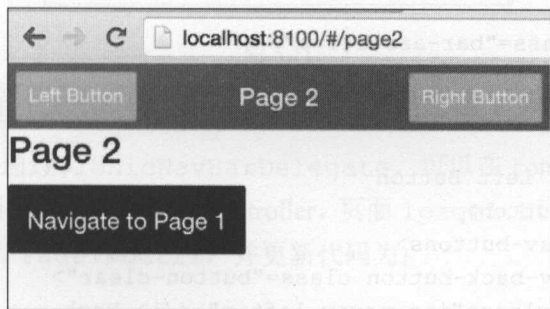 localhost:8100/#/page2
Left Button Page 2 Right Button
Page 2
Navigate to Page 1